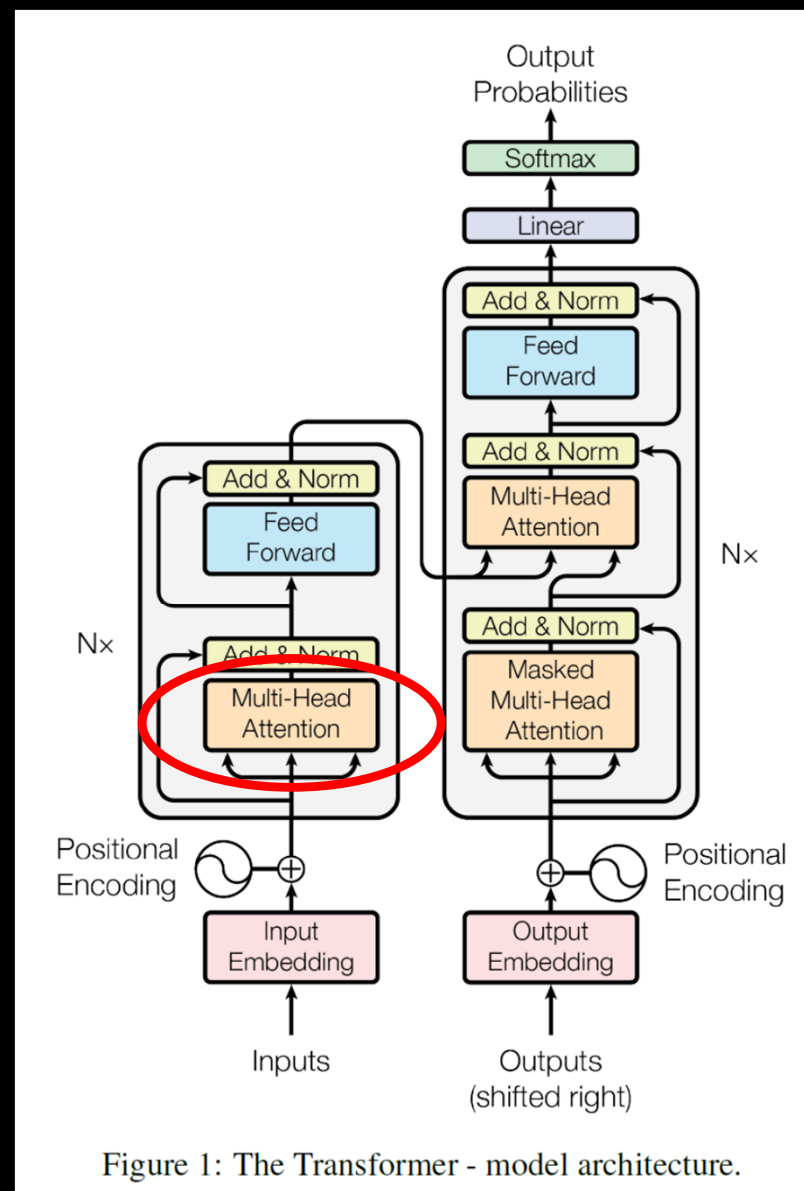 Output
Probabilities
Softmax
Linear
Add & Norm
Feed
Forward
Add & Norm
Multi-Head
Attention
N×
Add & Norm
Masked
Multi-Head
Attention
Add & Norm
Feed
Forward
N×
Add & Norm
Multi-Head
Attention
Positional
Encoding
Positional
Encoding
Input
Embedding
Output
Embedding
Inputs
Outputs
(shifted right)
Figure 1: The Transformer - model architecture.